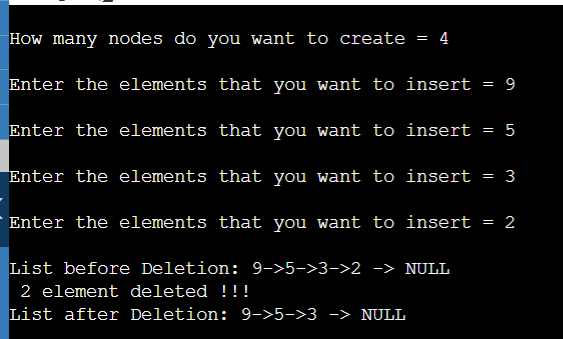 How many nodes do you want to create = 4
Enter the elements that you want to insert = 9
Enter the elements that you want to insert = 5
Enter the elements that you want to insert = 3
Enter the elements that you want to insert = 2
List before Deletion: 9->5->3->2 -> NULL
2 element deleted !!!
List after Deletion: 9->5->3 -> NULL